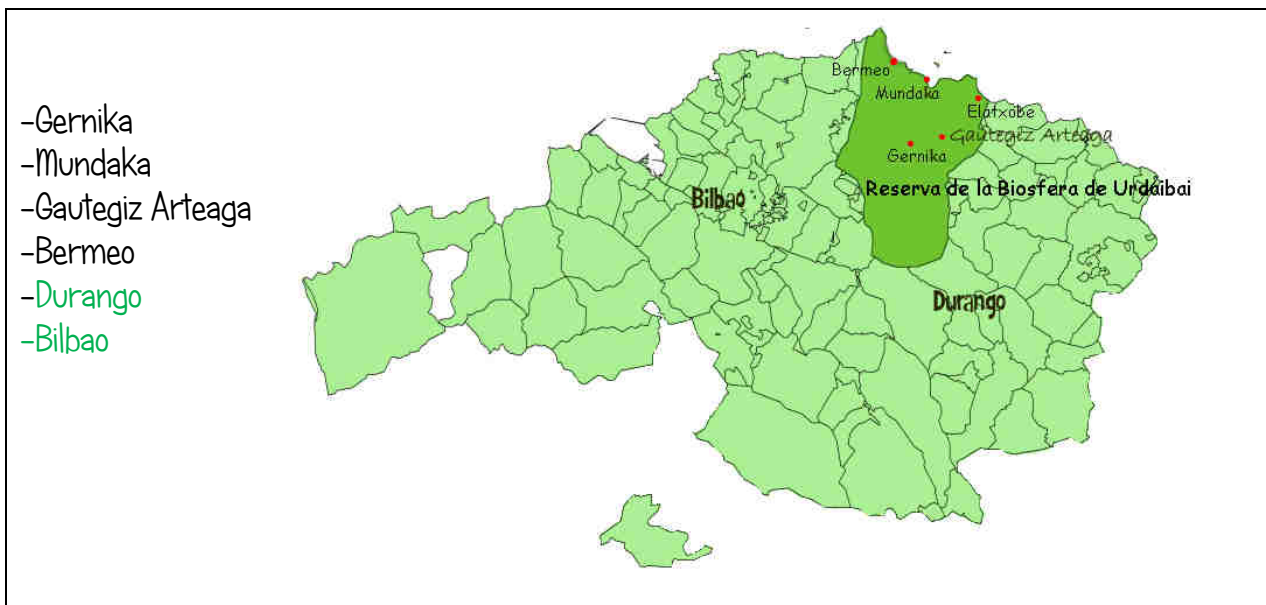 -Gernika
-Mundaka
-Gautegiz Arteaga
-Bermeo
-Durango
-Bilbao
Bermeo
Mundaka
Elatxobe
Gautegiz Arteaga
Gernika
Reserva de la Biosfera de Urdaibai
Bilbao
Durango